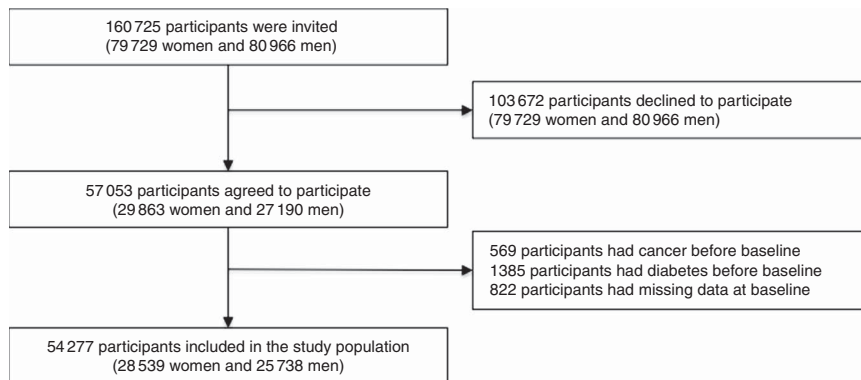 160 725 participants were invited
(79 729 women and 80 966 men)
103 672 participants declined to participate
(79 729 women and 80 966 men)
57 053 participants agreed to participate
(29 863 women and 27 190 men)
569 participants had cancer before baseline
1385 participants had diabetes before baseline
822 participants had missing data at baseline
54 277 participants included in the study population
(28 539 women and 25 738 men)